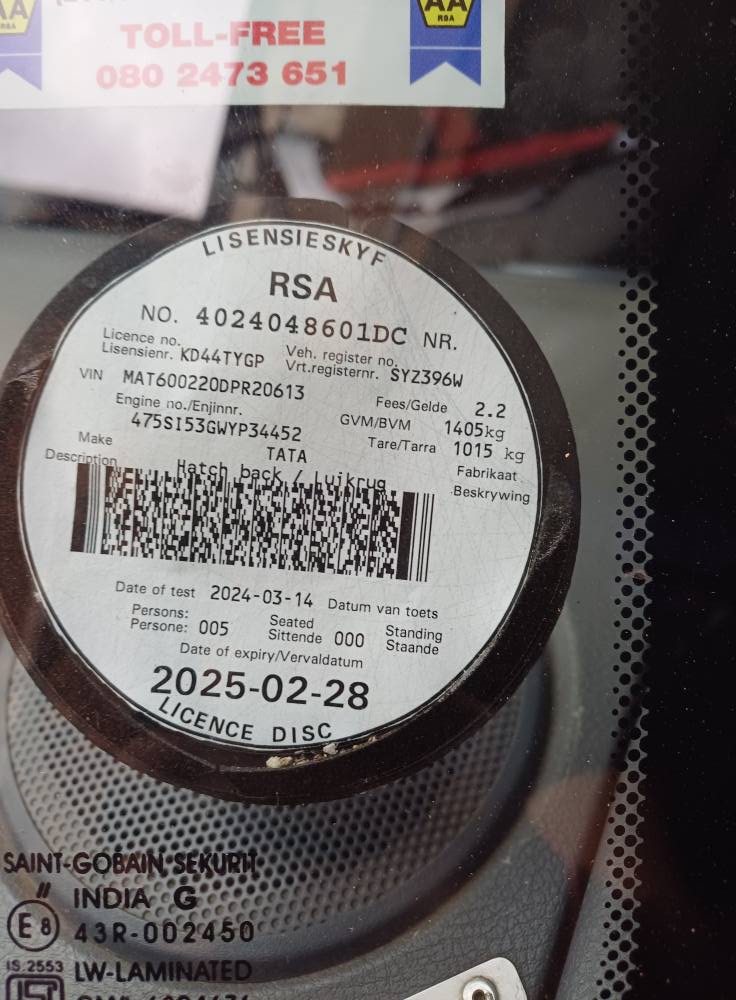 AA
RSA
AA
RSA
TOLL-FREE
080 2473 651
LISENSIESKYF
RSA
NO. 4024048601DC NR.
Licence no. Veh. register no.
Lisensienr. KD44TYGP Vrt.registernr. SYZ396W
VIN MAT600220DPR20613 Fees/Gelde 2.2
Engine no./Enjinnr. GVM/BVM 1405kg
475SI53GWYP34452 Tare/Tarra 1015 kg
Make TATA Fabrikaat
Description Hatch back / Luikrug Beskrywing
Date of test 2024-03-14 Datum van toets
Persons: Seated Standing
Persone: 005 Sittende 000 Staande
Date of expiry/Vervaldatum
2025-02-28
LICENCE DISC
SAINT-GOBAIN SEKURIT
" INDIA G
E8 43R-002450
IS.2553 LW-LAMINATED